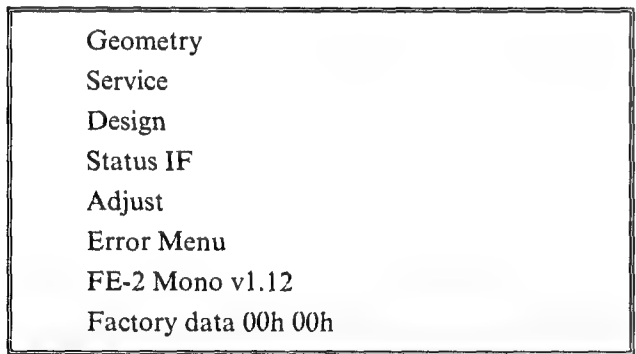 Geometry
Service
Design
Status IF
Adjust
Error Menu
FE-2 Mono v1.12
Factory data 00h 00h